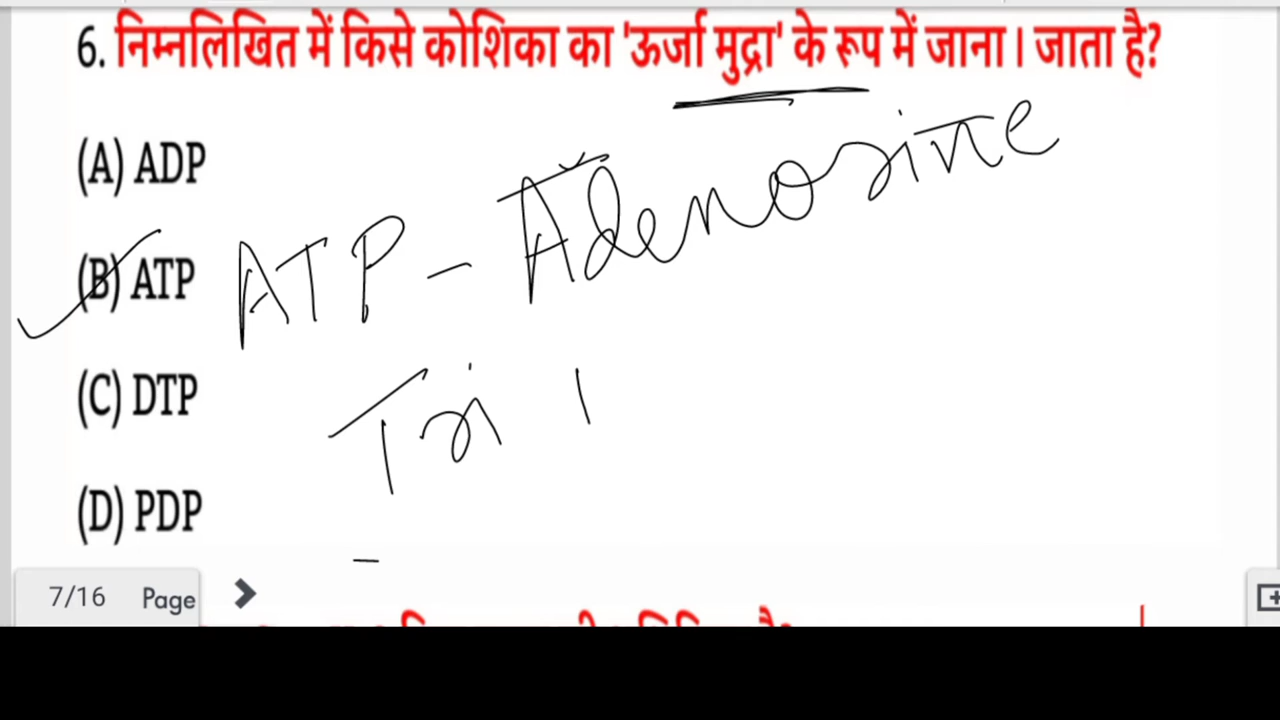 6. निम्नलिखित में किसे कोशिका का 'ऊर्जा मुद्रा' के रूप में जाना। जाता है?
(A) ADP
(B) ATP
ATP - Adenosine
(C) DTP
Tri
(D) PDP
7/16 Page